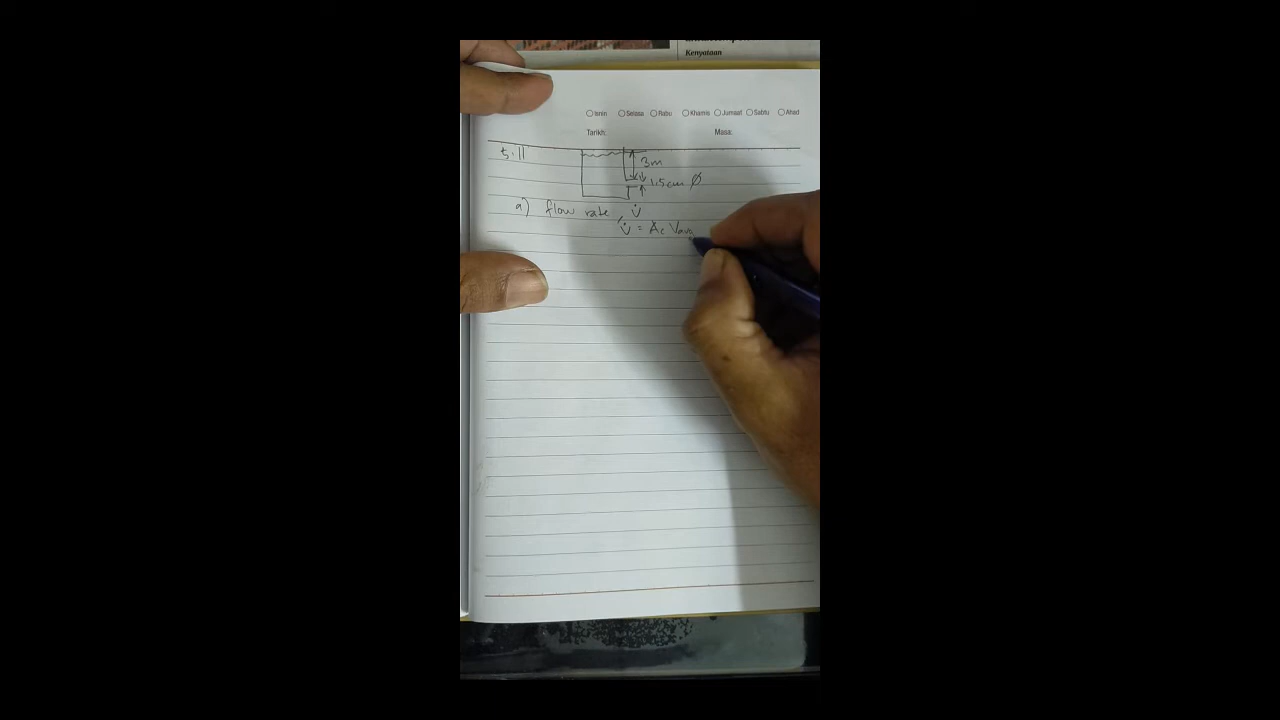 Kenyataan
Isnin Selasa Rabu Khamis Jumaat Sabtu Ahad
Tarikh: Masa:
5.11
3m
1.5cm Ø
a) flow rate, V̇
V̇ = Ac Vavg